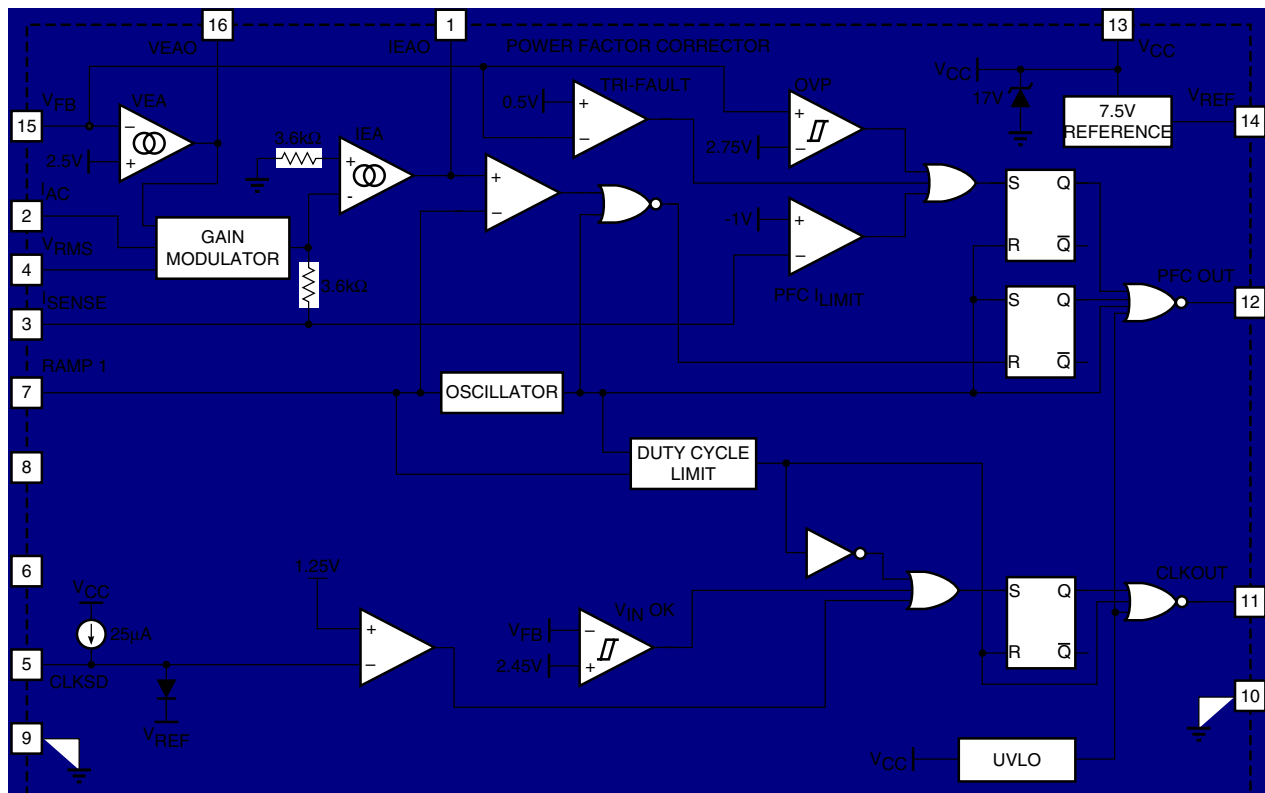 16
1
13
VEAO
IEAO
POWER FACTOR CORRECTOR
VCC
VCC
17V
7.5V
REFERENCE
VREF
14
TRI-FAULT
0.5V
+
−
OVP
+
−
2.75V
VFB
15
VEA
−
+
2.5V
3.6kΩ
IEA
+
-
+
−
IAC
2
VRMS
4
GAIN
MODULATOR
3.6kΩ
ISENSE
3
-1V
+
−
PFC ILIMIT
S
Q
R
Q
S
Q
R
Q
PFC OUT
12
RAMP 1
7
OSCILLATOR
8
DUTY CYCLE
LIMIT
6
1.25V
VCC
25μA
5
CLKSD
VREF
+
−
VIN OK
VFB
−
2.45V
+
S
Q
R
Q
CLKOUT
11
10
9
VCC
UVLO